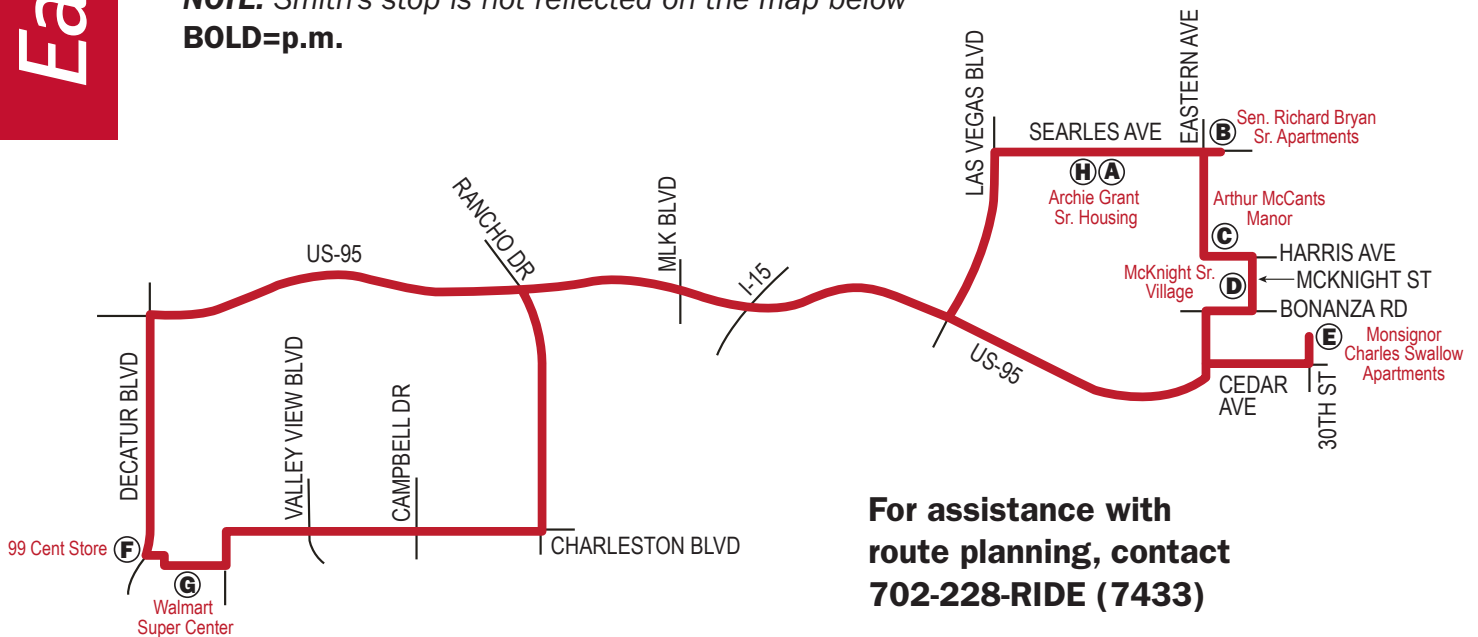 Ea
NOTE: Smith's stop is not reflected on the map below
BOLD=p.m.
LAS VEGAS BLVD
EASTERN AVE
SEARLES AVE
B
Sen. Richard Bryan
Sr. Apartments
H A
Archie Grant
Sr. Housing
Arthur McCants
Manor
C
HARRIS AVE
McKnight Sr.
Village
D
MCKNIGHT ST
BONANZA RD
E
Monsignor
Charles Swallow
Apartments
CEDAR
AVE
30TH ST
RANCHO DR
MLK BLVD
US-95
I-15
US-95
DECATUR BLVD
VALLEY VIEW BLVD
CAMPBELL DR
CHARLESTON BLVD
99 Cent Store F
G
Walmart
Super Center
For assistance with
route planning, contact
702-228-RIDE (7433)